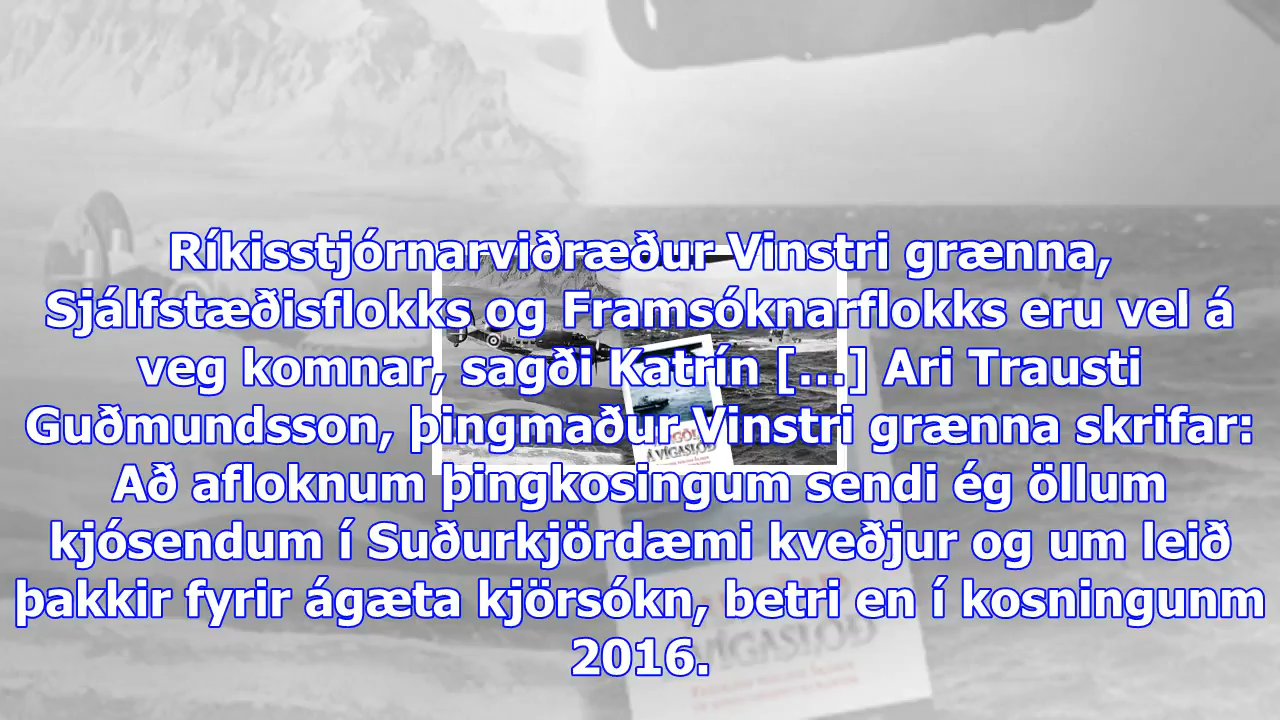 Ríkisstjórnarviðræður Vinstri grænna,
Sjálfstæðisflokks og Framsóknarflokks eru vel á
veg komnar, sagði Katrín [...] Ari Trausti
Guðmundsson, þingmaður Vinstri grænna skrifar:
Að afloknum þingkosingum sendi ég öllum
kjósendum í Suðurkjördæmi kveðjur og um leið
þakkir fyrir ágæta kjörsókn, betri en í kosningunm
2016.
Á VÍGASLÓÐ
VÍGASLÓÐ